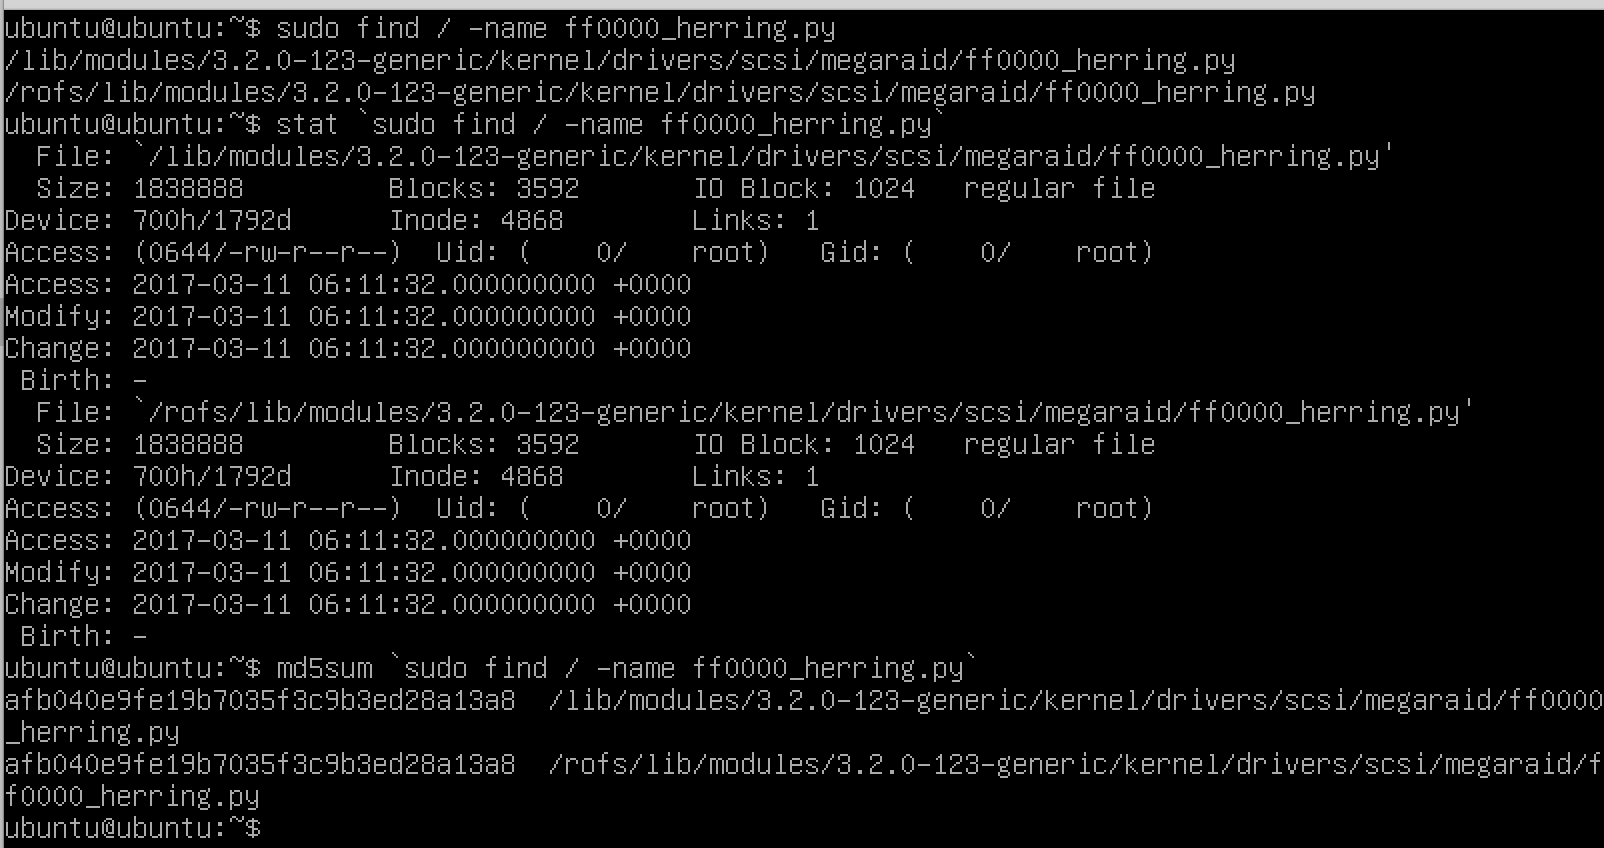 ubuntu@ubuntu:~$ sudo find / -name ff0000_herring.py
/lib/modules/3.2.0-123-generic/kernel/drivers/scsi/megaraid/ff0000_herring.py
/rofs/lib/modules/3.2.0-123-generic/kernel/drivers/scsi/megaraid/ff0000_herring.py
ubuntu@ubuntu:~$ stat `sudo find / -name ff0000_herring.py`
  File: `/lib/modules/3.2.0-123-generic/kernel/drivers/scsi/megaraid/ff0000_herring.py'
  Size: 1838888         Blocks: 3592       IO Block: 1024   regular file
Device: 700h/1792d      Inode: 4868        Links: 1
Access: (0644/-rw-r--r--)  Uid: (    0/    root)   Gid: (    0/    root)
Access: 2017-03-11 06:11:32.000000000 +0000
Modify: 2017-03-11 06:11:32.000000000 +0000
Change: 2017-03-11 06:11:32.000000000 +0000
 Birth: -
  File: `/rofs/lib/modules/3.2.0-123-generic/kernel/drivers/scsi/megaraid/ff0000_herring.py'
  Size: 1838888         Blocks: 3592       IO Block: 1024   regular file
Device: 700h/1792d      Inode: 4868        Links: 1
Access: (0644/-rw-r--r--)  Uid: (    0/    root)   Gid: (    0/    root)
Access: 2017-03-11 06:11:32.000000000 +0000
Modify: 2017-03-11 06:11:32.000000000 +0000
Change: 2017-03-11 06:11:32.000000000 +0000
 Birth: -
ubuntu@ubuntu:~$ md5sum `sudo find / -name ff0000_herring.py`
afb040e9fe19b7035f3c9b3ed28a13a8  /lib/modules/3.2.0-123-generic/kernel/drivers/scsi/megaraid/ff0000
_herring.py
afb040e9fe19b7035f3c9b3ed28a13a8  /rofs/lib/modules/3.2.0-123-generic/kernel/drivers/scsi/megaraid/f
f0000_herring.py
ubuntu@ubuntu:~$